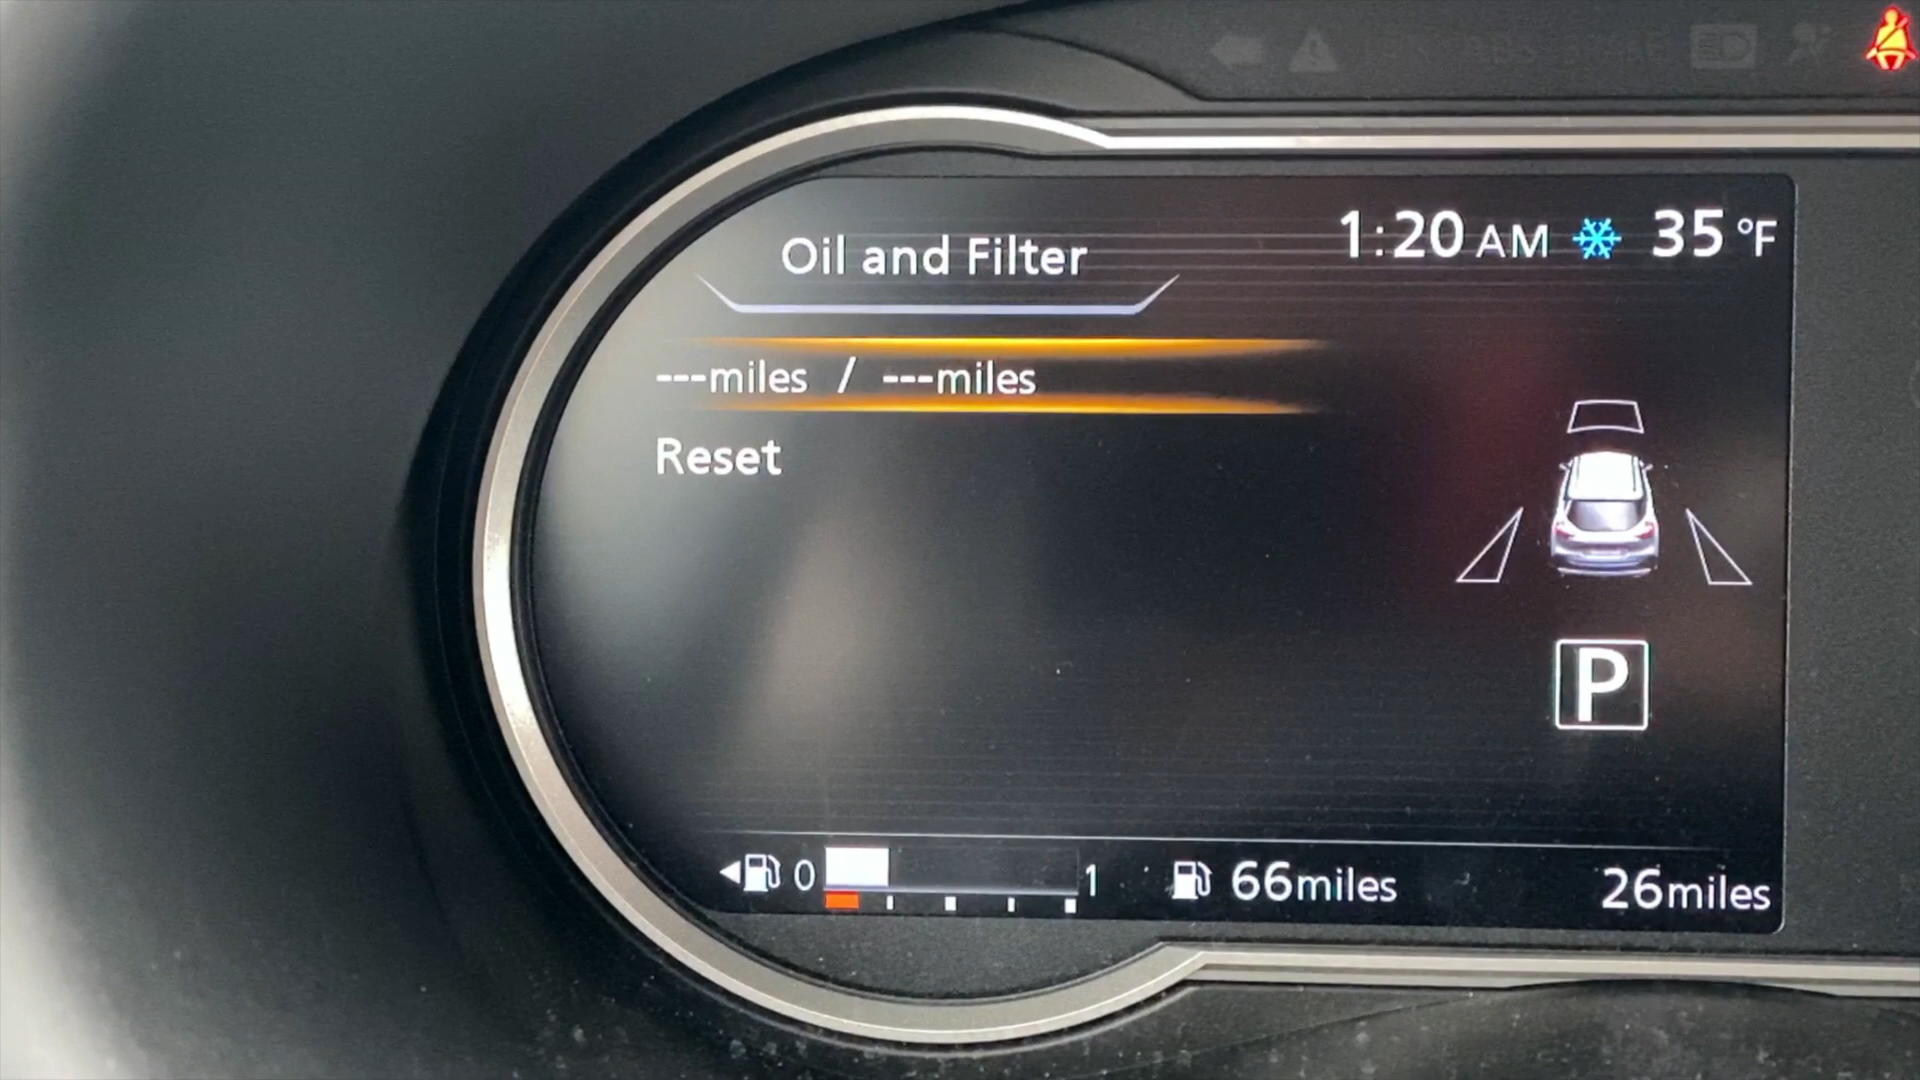 Oil and Filter
1:20 AM 35 °F
---miles / ---miles
Reset
P
0 1 66miles 26miles